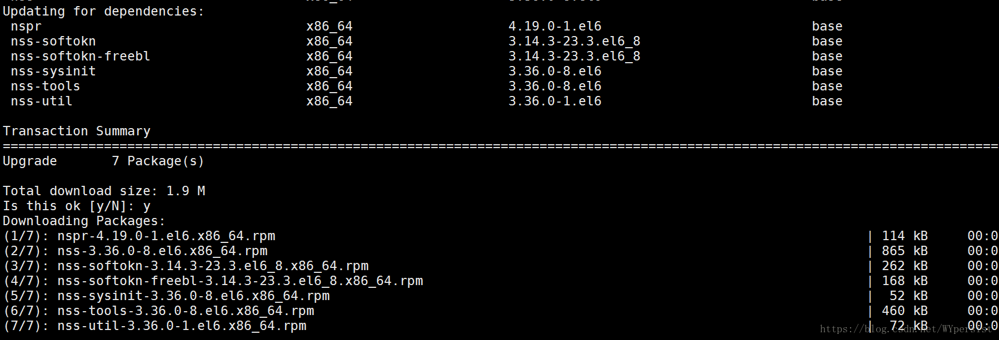 Updating for dependencies:
nspr x86_64 4.19.0-1.el6 base
nss-softokn x86_64 3.14.3-23.3.el6_8 base
nss-softokn-freebl x86_64 3.14.3-23.3.el6_8 base
nss-sysinit x86_64 3.36.0-8.el6 base
nss-tools x86_64 3.36.0-8.el6 base
nss-util x86_64 3.36.0-1.el6 base
Transaction Summary
================================================================================================================================
Upgrade 7 Package(s)
Total download size: 1.9 M
Is this ok [y/N]: y
Downloading Packages:
(1/7): nspr-4.19.0-1.el6.x86_64.rpm | 114 kB 00:0
(2/7): nss-3.36.0-8.el6.x86_64.rpm | 865 kB 00:0
(3/7): nss-softokn-3.14.3-23.3.el6_8.x86_64.rpm | 262 kB 00:0
(4/7): nss-softokn-freebl-3.14.3-23.3.el6_8.x86_64.rpm | 168 kB 00:0
(5/7): nss-sysinit-3.36.0-8.el6.x86_64.rpm | 52 kB 00:0
(6/7): nss-tools-3.36.0-8.el6.x86_64.rpm | 460 kB 00:0
(7/7): nss-util-3.36.0-1.el6.x86_64.rpm | 72 kB 00:0
https://blog.csdn.net/WYpersist